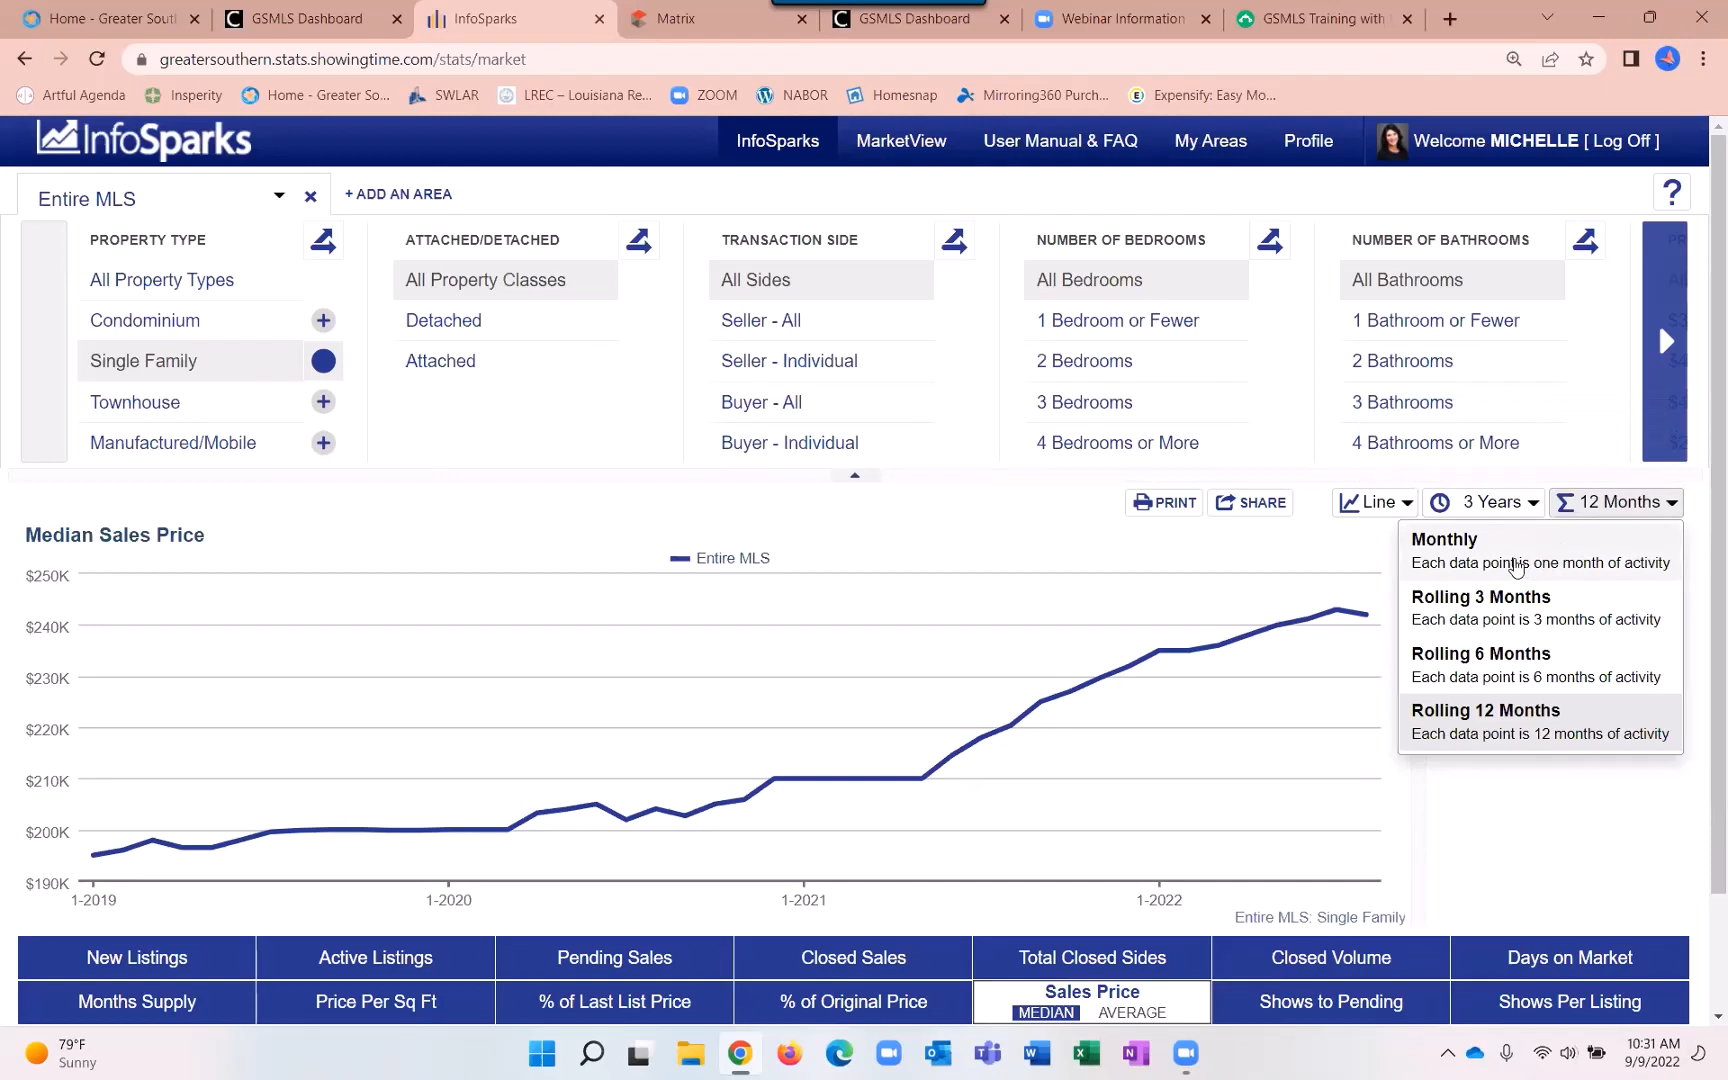 Home - Greater Sout
GSMLS Dashboard
InfoSparks
Matrix
GSMLS Dashboard
Webinar Information
GSMLS Training with
greatersouthern.stats.showingtime.com/stats/market
Artful Agenda
Insperity
Home - Greater So...
SWLAR
LREC – Louisiana Re...
ZOOM
NABOR
Homesnap
Mirroring360 Purch...
Expensify: Easy Mo...
InfoSparks
InfoSparks
MarketView
User Manual & FAQ
My Areas
Profile
Welcome MICHELLE [ Log Off ]
Entire MLS
+ ADD AN AREA
?
PROPERTY TYPE
All Property Types
Condominium
Single Family
Townhouse
Manufactured/Mobile
ATTACHED/DETACHED
All Property Classes
Detached
Attached
TRANSACTION SIDE
All Sides
Seller - All
Seller - Individual
Buyer - All
Buyer - Individual
NUMBER OF BEDROOMS
All Bedrooms
1 Bedroom or Fewer
2 Bedrooms
3 Bedrooms
4 Bedrooms or More
NUMBER OF BATHROOMS
All Bathrooms
1 Bathroom or Fewer
2 Bathrooms
3 Bathrooms
4 Bathrooms or More
PRINT
SHARE
Line
3 Years
Σ 12 Months
Monthly
Each data point is one month of activity
Rolling 3 Months
Each data point is 3 months of activity
Rolling 6 Months
Each data point is 6 months of activity
Rolling 12 Months
Each data point is 12 months of activity
Median Sales Price
Entire MLS
$250K
$240K
$230K
$220K
$210K
$200K
$190K
1-2019
1-2020
1-2021
1-2022
Entire MLS: Single Family
New Listings
Active Listings
Pending Sales
Closed Sales
Total Closed Sides
Closed Volume
Days on Market
Months Supply
Price Per Sq Ft
% of Last List Price
% of Original Price
Sales Price
MEDIAN AVERAGE
Shows to Pending
Shows Per Listing
79°F
Sunny
10:31 AM
9/9/2022